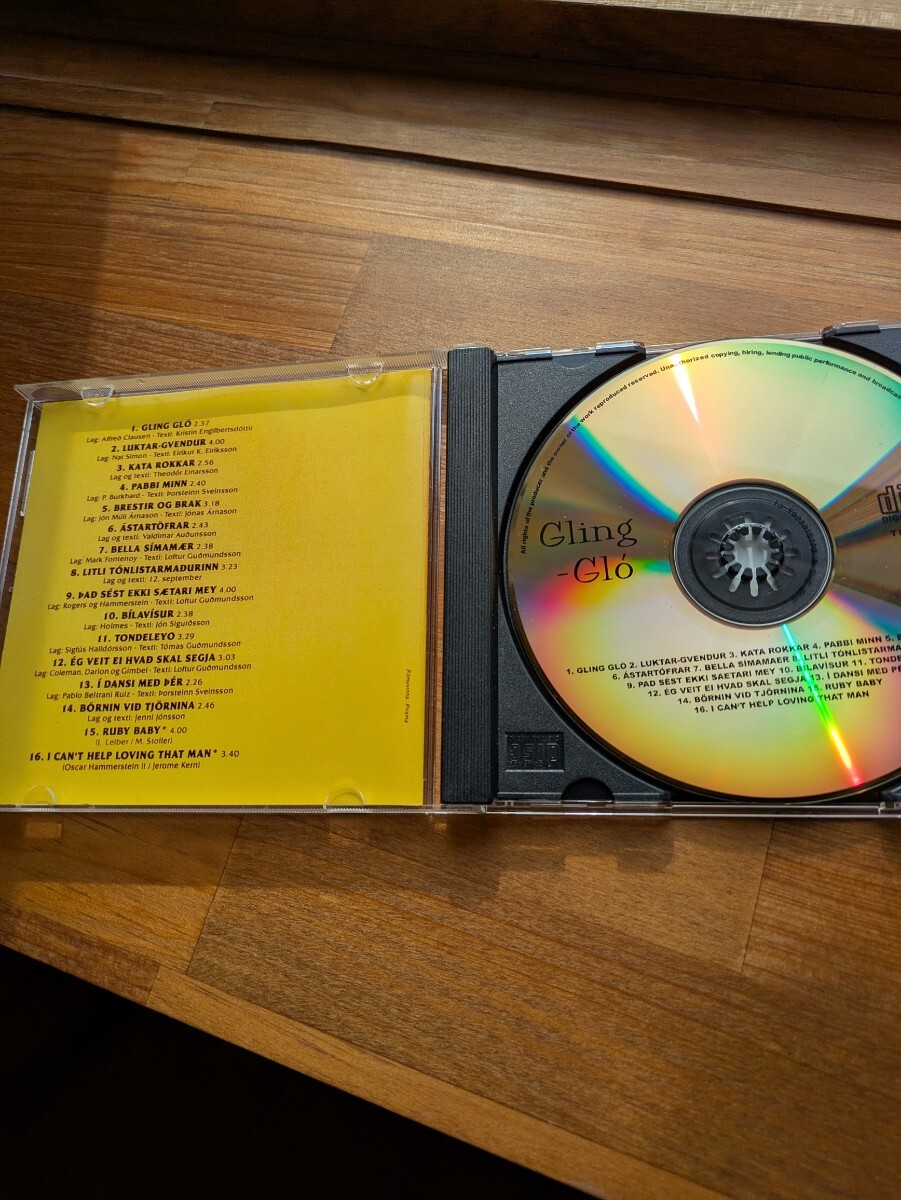 1. GLING GLÓ 2.37
Lag: Alfreð Clausen - Texti: Kristín Engilbertsdóttir
2. LUKTAR-GVENDUR 4.00
Lag: Nat Simon - Texti: Eiríkur K. Eiríksson
3. KATA ROKKAR 2.56
Lag og texti: Theodór Einarsson
4. PABBI MINN 2.40
Lag: P. Burkhard - Texti: Þorsteinn Sveinsson
5. BRESTIR OG BRAK 3.18
Lag: Jón Múli Árnason - Texti: Jónas Árnason
6. ÁSTARTÖFRAR 2.43
Lag og texti: Valdimar Auðunsson
7. BELLA SÍMAMÆR 2.38
Lag: Mark Fontenoy - Texti: Loftur Guðmundsson
8. LITLI TÓNLISTARMADURINN 3.23
Lag og texti: 12. september
9. ÞAD SÉST EKKI SÆTARI MEY 4.00
Lag: Rogers og Hammerstein - Texti: Loftur Guðmundsson
10. BÍLAVÍSUR 2.38
Lag: Holmes - Texti: Jón Sigurðsson
11. TONDELEYO 3.29
Lag: Sigfús Halldórsson - Texti: Tómas Guðmundsson
12. ÉG VEIT EI HVAD SKAL SEGJA 3.03
Lag: Coleman, Darion og Gimbel - Texti: Loftur Guðmundsson
13. Í DANSI MED ÞÉR 2.26
Lag: Pablo Beltrani Ruiz - Texti: Þorsteinn Sveinsson
14. BÖRNIN VID TJÖRNINA 2.46
Lag og texti: Jenni Jónsson
15. RUBY BABY* 4.00
(J. Leiber / M. Stoller)
16. I CAN'T HELP LOVING THAT MAN* 3.40
(Oscar Hammerstein II / Jerome Kern)
All rights of the producer and the owner of the work reproduced reserved. Unauthorized copying, hiring, lending public performance and broadcas
Gling
-Gló
1. GLING GLÓ 2. LUKTAR-GVENDUR 3. KATA ROKKAR 4. PABBI MINN 5.
6. ÁSTARTÖFRAR 7. BELLA SÍMAMAER 8. LITLI TÓNLISTARMA
9. PAD SÉST EKKI SAETARI MEY 10. BÍLAVÍSUR 11. TONDE
12. ÉG VEIT EI HVAD SKAL SEGJA 13. Í DANSI MED PÉ
14. BÖRNIN VID TJÖRNINA 15. RUBY BABY
16. I CAN'T HELP LOVING THAT MAN